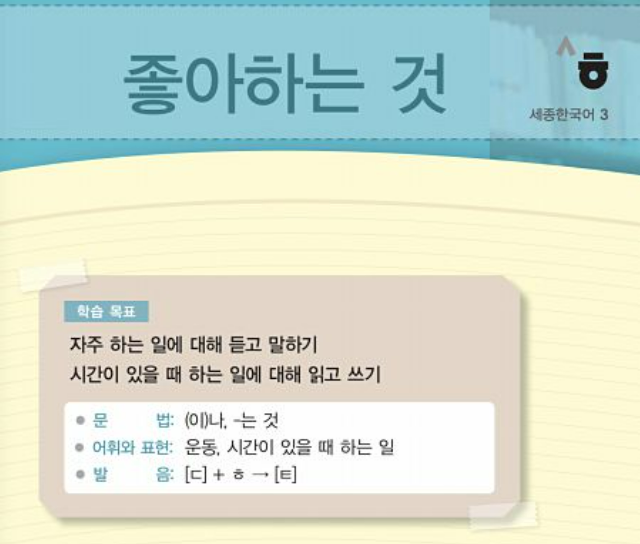 좋아하는 것
세종한국어 3
학습 목표
자주 하는 일에 대해 듣고 말하기
시간이 있을 때 하는 일에 대해 읽고 쓰기
문 법: (이)나, -는 것
어휘와 표현: 운동, 시간이 있을 때 하는 일
발 음: [ㄷ] + ㅎ → [ㅌ]